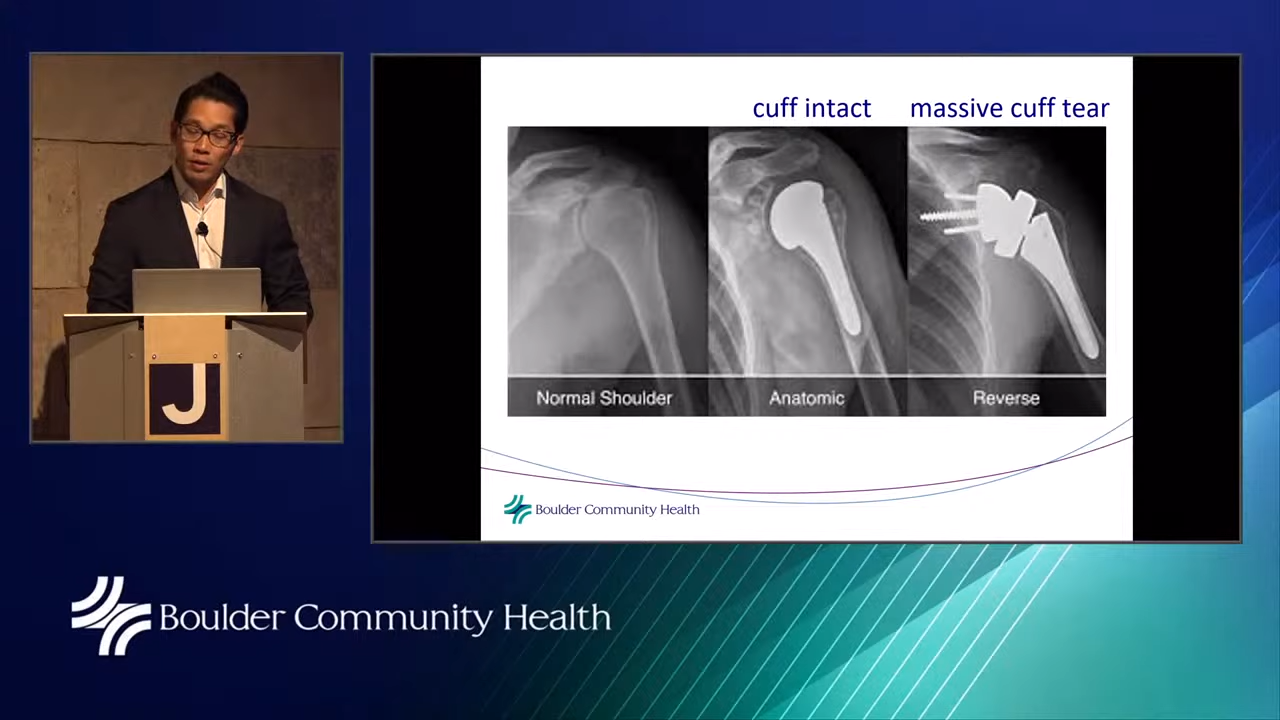 cuff intact massive cuff tear
Normal Shoulder Anatomic Reverse
Boulder Community Health
J
Boulder Community Health